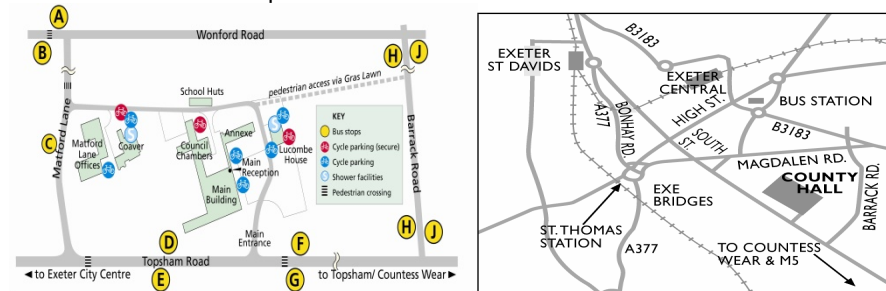 A
Wonford Road
B
H
J
School Huts
pedestrian access via Gras Lawn
Matford Lane
C
Matford
Lane
Offices
Coaver
Council
Chambers
Annexe
S
S
Lucombe
House
Main
Reception
Main
Building
KEY
Bus stops
Cycle parking (secure)
Cycle parking
S
Shower facilities
Pedestrian crossing
Barrack Road
H
J
D
Main
Entrance
F
Topsham Road
E
G
to Exeter City Centre
to Topsham/ Countess Wear
B3183
EXETER
ST DAVIDS
EXETER
CENTRAL
A377
BONHAY RD.
HIGH ST.
BUS STATION
SOUTH
ST.
B3183
MAGDALEN RD.
COUNTY
HALL
BARRACK RD.
EXE
BRIDGES
ST. THOMAS
STATION
A377
TO COUNTESS
WEAR & M5